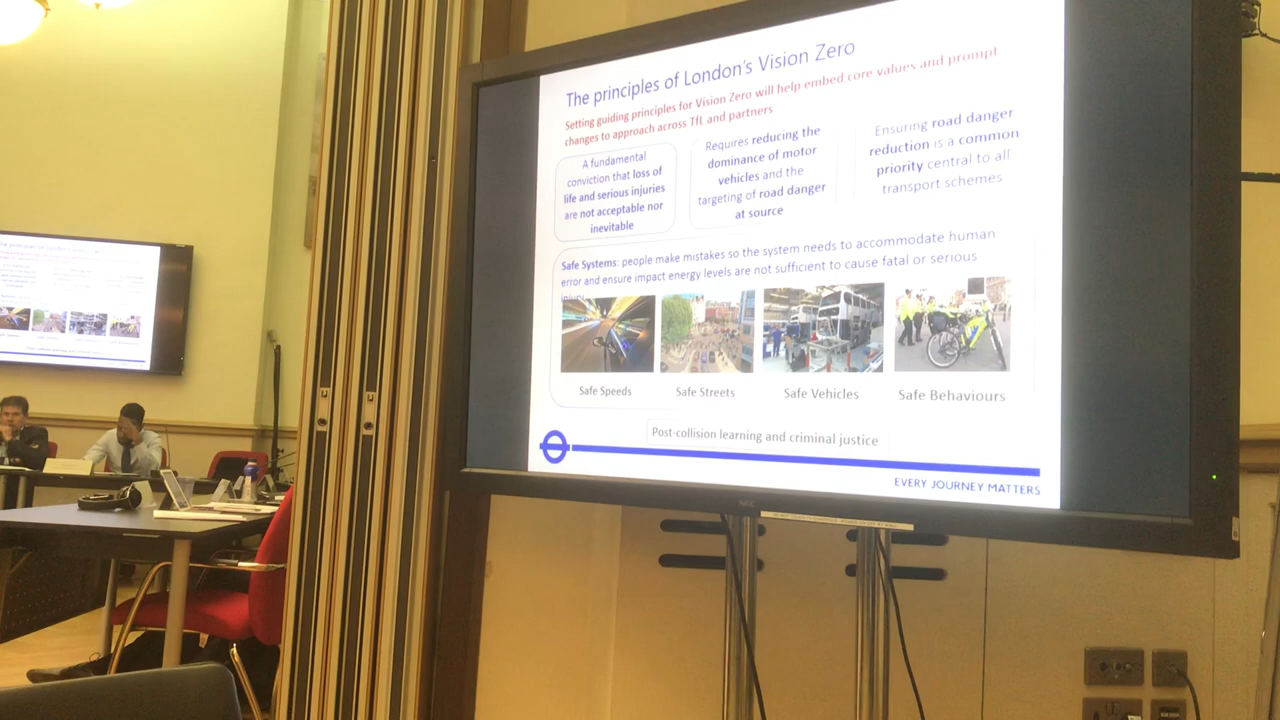 The principles of London's Vision Zero
Setting guiding principles for Vision Zero will help embed core values and prompt
changes to approach across TfL and partners
A fundamental
conviction that loss of
life and serious injuries
are not acceptable nor
inevitable
Requires reducing the
dominance of motor
vehicles and the
targeting of road danger
at source
Ensuring road danger
reduction is a common
priority central to all
transport schemes
Safe Systems: people make mistakes so the system needs to accommodate human
error and ensure impact energy levels are not sufficient to cause fatal or serious
injury
Safe Speeds
Safe Streets
Safe Vehicles
Safe Behaviours
Post-collision learning and criminal justice
EVERY JOURNEY MATTERS
NEC